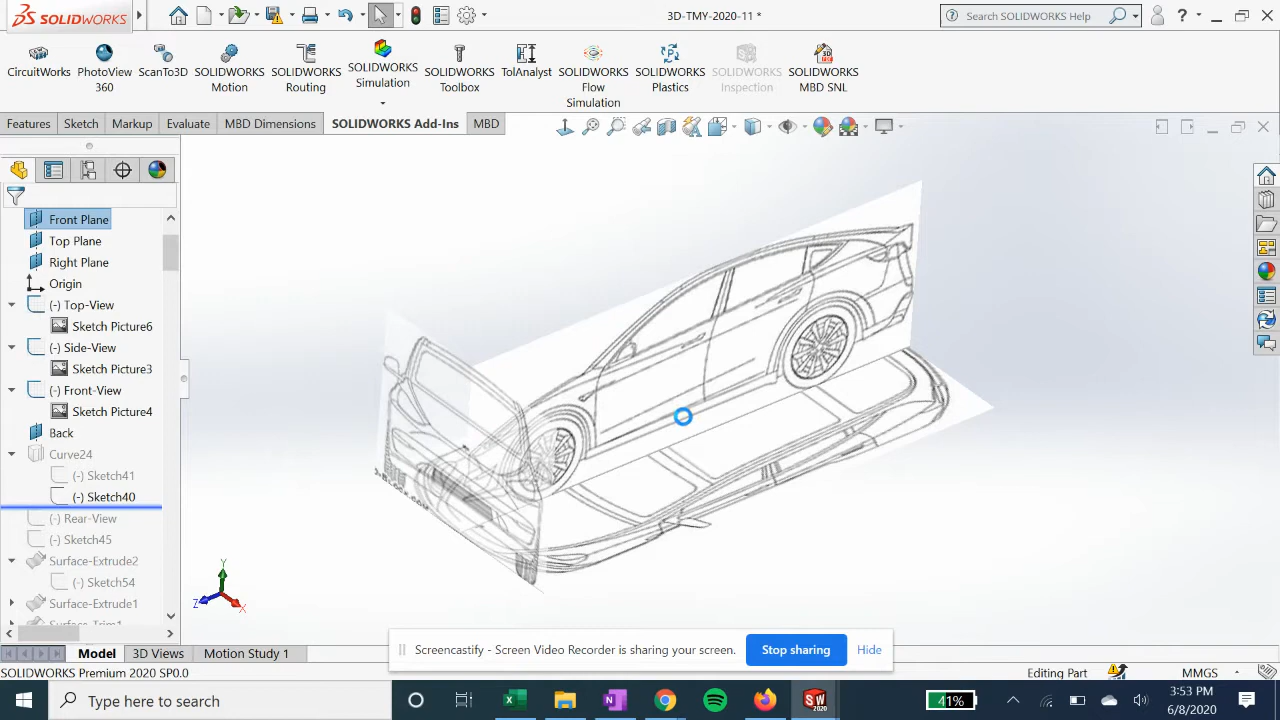 SOLIDWORKS
3D-TMY-2020-11 *
Search SOLIDWORKS Help
?
CircuitWorks
PhotoView
360
ScanTo3D
SOLIDWORKS
Motion
SOLIDWORKS
Routing
SOLIDWORKS
Simulation
SOLIDWORKS
Toolbox
TolAnalyst
SOLIDWORKS
Flow
Simulation
SOLIDWORKS
Plastics
SOLIDWORKS
Inspection
SOLIDWORKS
MBD SNL
Features
Sketch
Markup
Evaluate
MBD Dimensions
SOLIDWORKS Add-Ins
MBD
Front Plane
Top Plane
Right Plane
Origin
(-) Top-View
Sketch Picture6
(-) Side-View
Sketch Picture3
(-) Front-View
Sketch Picture4
Back
Curve24
(-) Sketch41
(-) Sketch40
(-) Rear-View
(-) Sketch45
Surface-Extrude2
(-) Sketch54
Surface-Extrude1
Surface-Trim1
Y
Z
X
Screencastify - Screen Video Recorder is sharing your screen.
Stop sharing
Hide
Model
3D Views
Motion Study 1
SOLIDWORKS Premium 2020 SP0.0
Editing Part
MMGS
Type here to search
SW
2020
41%
3:53 PM
6/8/2020